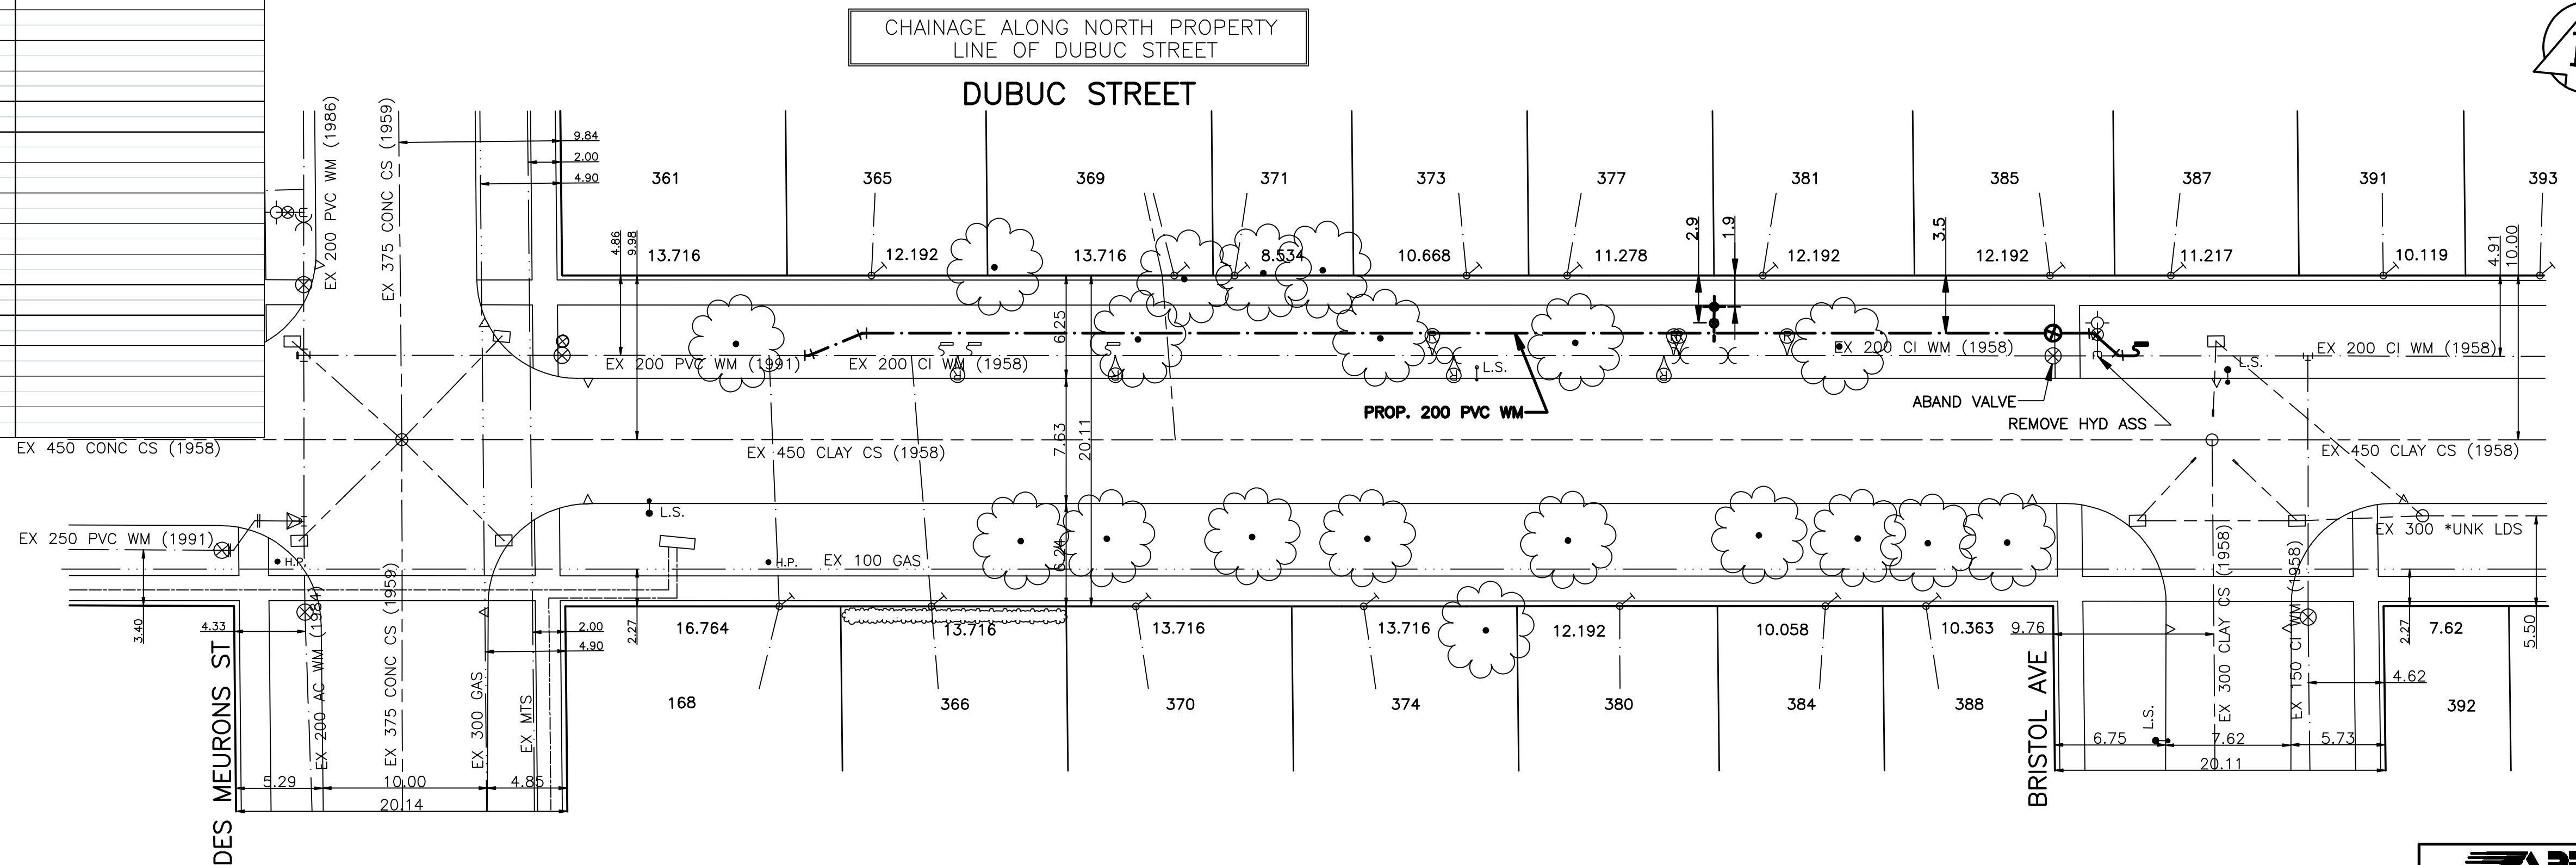 CHAINAGE ALONG NORTH PROPERTY
LINE OF DUBUC STREET
DUBUC STREET
EX 200 PVC WM (1986)
EX 375 CONC CS (1959)
9.84
2.00
4.90
361
365
369
371
373
377
381
385
387
391
393
4.86
9.98
13.716
12.192
13.716
8.534
10.668
11.278
2.9
1.9
12.192
3.5
12.192
11.217
10.119
4.91
10.00
6.25
EX 200 PVC WM (1991)
EX 200 CI WM (1958)
EX 200 CI WM (1958)
EX 200 CI WM (1958)
L.S.
L.S.
PROP. 200 PVC WM
ABAND VALVE
REMOVE HYD ASS
EX 450 CONC CS (1958)
EX 450 CLAY CS (1958)
7.63
20.11
EX 450 CLAY CS (1958)
L.S.
EX 250 PVC WM (1991)
H.P.
H.P.
EX 100 GAS
6.24
EX 300 *UNK LDS
3.40
4.33
2.00
4.90
2.27
16.764
13.716
13.716
13.716
12.192
10.058
10.363
9.76
2.27
7.62
5.50
168
366
370
374
380
384
388
392
4.62
DES MEURONS ST
EX 200 AC WM (1984)
EX 375 CONC CS (1959)
EX 300 GAS
EX MTS
BRISTOL AVE
L.S.
EX 300 CLAY CS (1958)
EX 150 CI WM (1958)
5.29
10.00
4.85
20.14
6.75
7.62
5.73
20.11